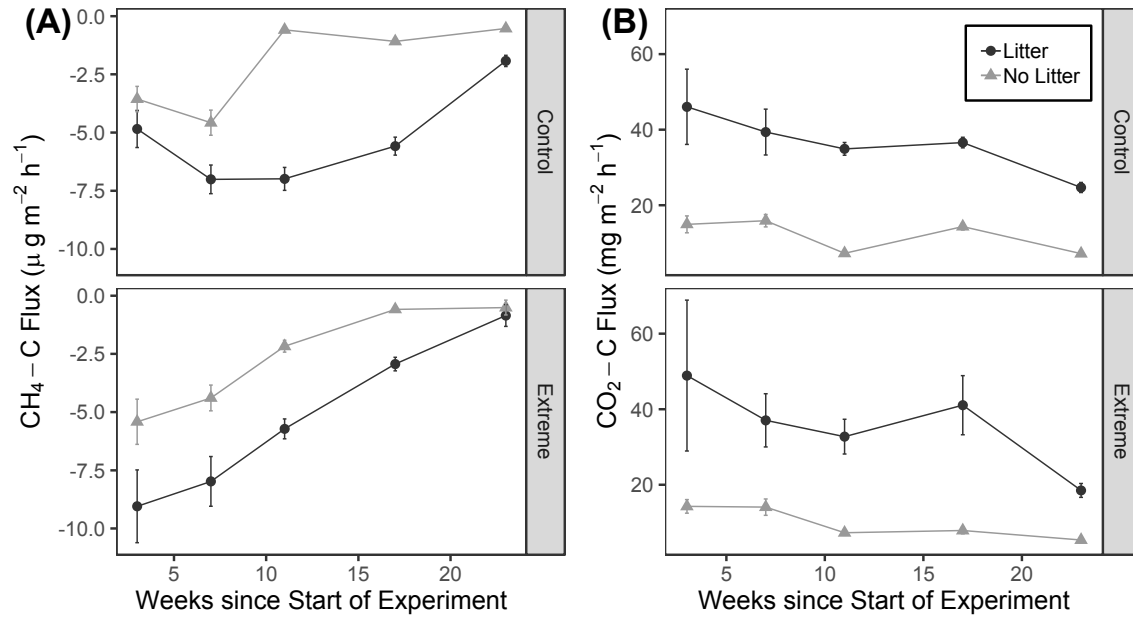 (A)
CH₄ – C Flux (μ g m⁻² h⁻¹)
0.0
-2.5
-5.0
-7.5
-10.0
Control
0.0
-2.5
-5.0
-7.5
-10.0
Extreme
5 10 15 20
Weeks since Start of Experiment
(B)
CO₂ – C Flux (mg m⁻² h⁻¹)
60
40
20
Litter
No Litter
Control
60
40
20
Extreme
5 10 15 20
Weeks since Start of Experiment